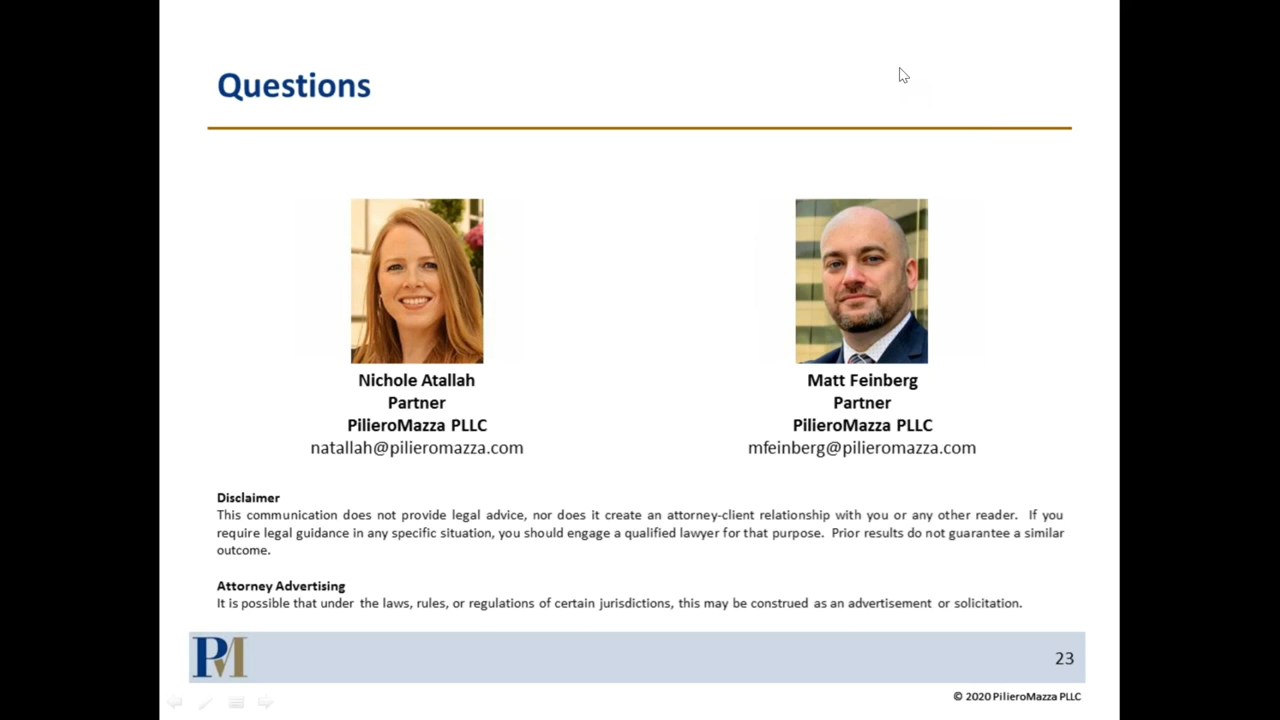 Questions
Nichole Atallah
Partner
PilieroMazza PLLC
natallah@pilieromazza.com
Matt Feinberg
Partner
PilieroMazza PLLC
mfeinberg@pilieromazza.com
Disclaimer
This communication does not provide legal advice, nor does it create an attorney-client relationship with you or any other reader. If you
require legal guidance in any specific situation, you should engage a qualified lawyer for that purpose. Prior results do not guarantee a similar
outcome.
Attorney Advertising
It is possible that under the laws, rules, or regulations of certain jurisdictions, this may be construed as an advertisement or solicitation.
PM
23
© 2020 PilieroMazza PLLC